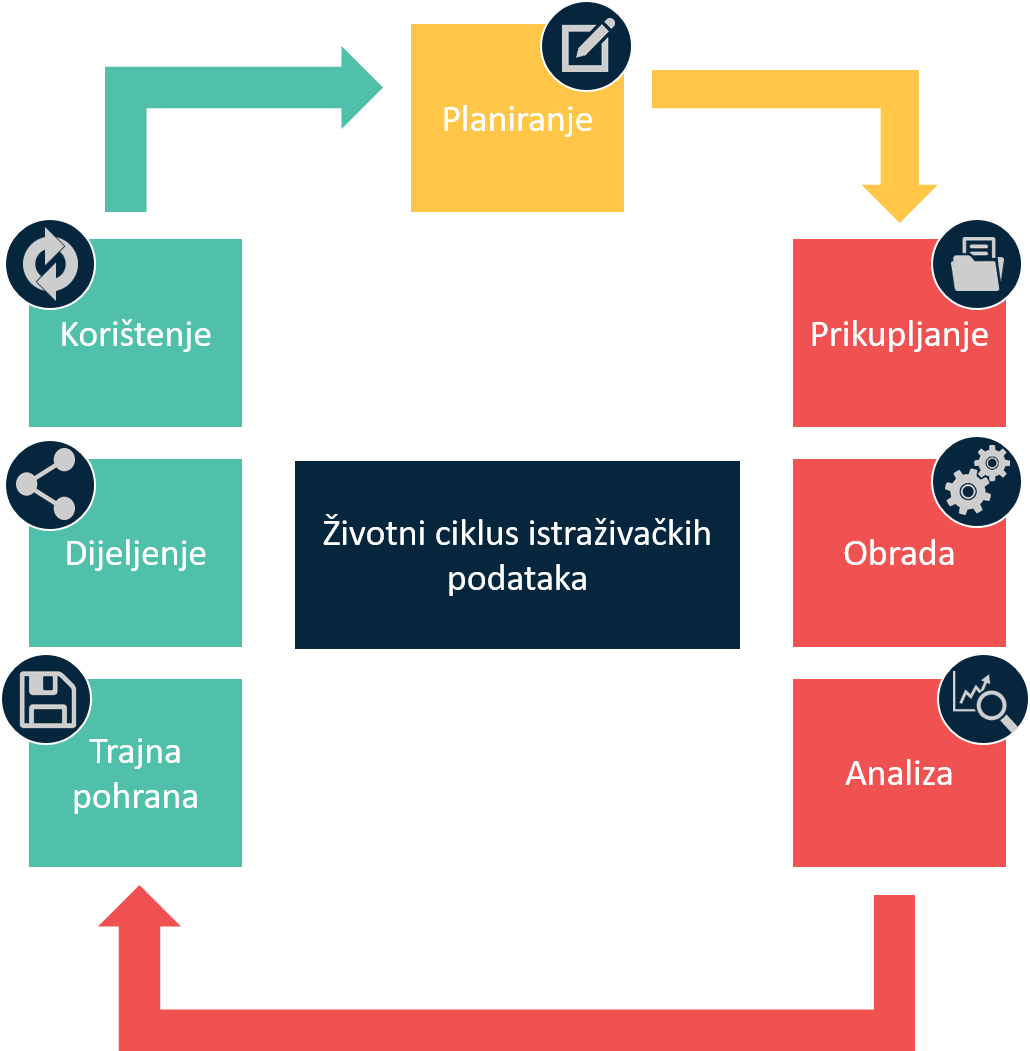 Planiranje
Prikupljanje
Obrada
Analiza
Trajna
pohrana
Dijeljenje
Korištenje
Životni ciklus istraživačkih
podataka